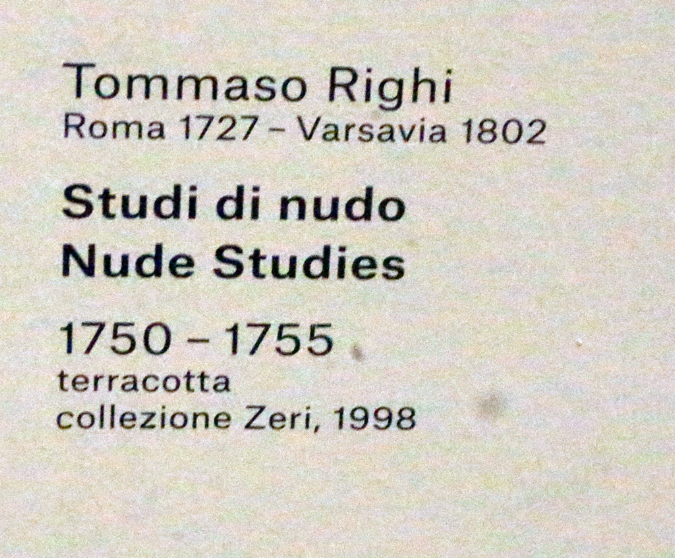 Tommaso Righi
Roma 1727 – Varsavia 1802
Studi di nudo
Nude Studies
1750 – 1755
terracotta
collezione Zeri, 1998